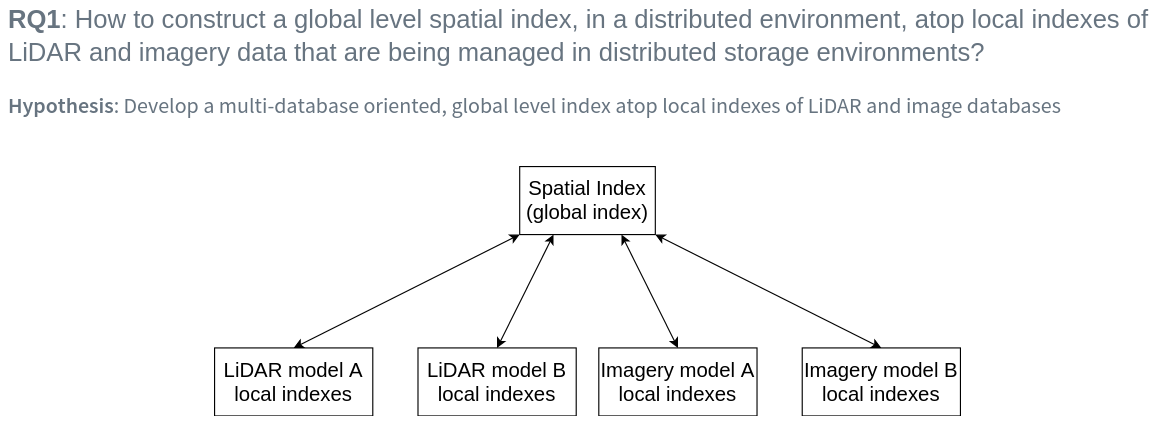 RQ1: How to construct a global level spatial index, in a distributed environment, atop local indexes of
LiDAR and imagery data that are being managed in distributed storage environments?
Hypothesis: Develop a multi-database oriented, global level index atop local indexes of LiDAR and image databases
Spatial Index
(global index)
LiDAR model A
local indexes
LiDAR model B
local indexes
Imagery model A
local indexes
Imagery model B
local indexes